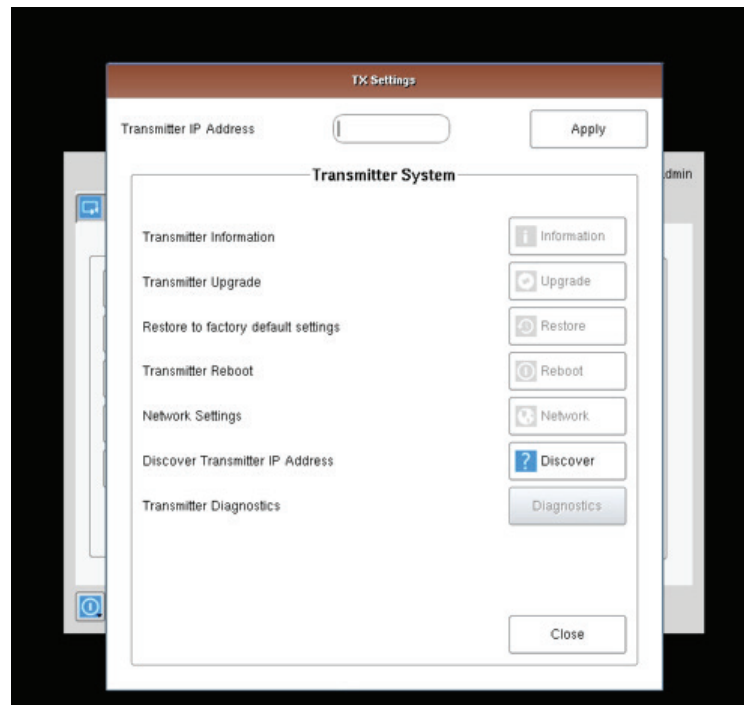 TX Settings
Transmitter IP Address
Apply
dmin
Transmitter System
Transmitter Information
Information
Transmitter Upgrade
Upgrade
Restore to factory default settings
Restore
Transmitter Reboot
Reboot
Network Settings
Network
Discover Transmitter IP Address
? Discover
Transmitter Diagnostics
Diagnostics
Close